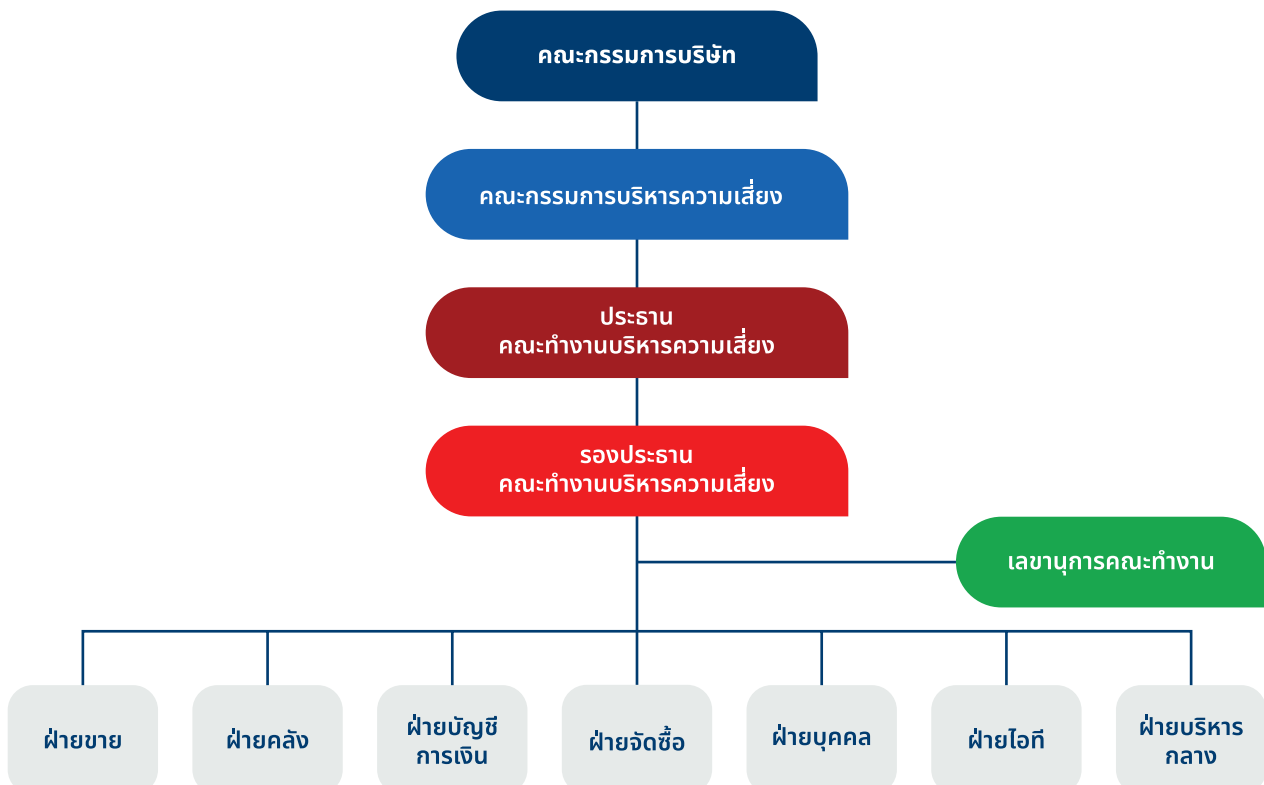 คณะกรรมการบริษัท
คณะกรรมการบริหารความเสี่ยง
ประธาน
คณะทำงานบริหารความเสี่ยง
รองประธาน
คณะทำงานบริหารความเสี่ยง
เลขานุการคณะทำงาน
ฝ่ายขาย
ฝ่ายคลัง
ฝ่ายบัญชี
การเงิน
ฝ่ายจัดซื้อ
ฝ่ายบุคคล
ฝ่ายไอที
ฝ่ายบริหาร
กลาง